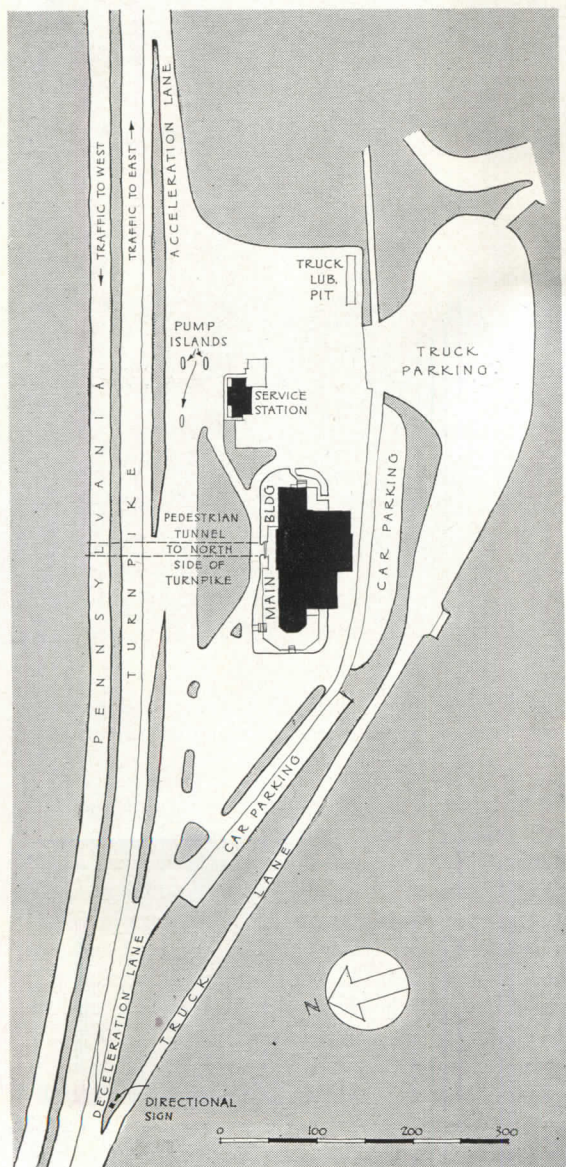 TRAFFIC TO WEST
TRAFFIC TO EAST
ACCELERATION LANE
TRUCK
LUB.
PIT
PUMP
ISLANDS
TRUCK
PARKING
SERVICE
STATION
PENNSYLVANIA
TURNPIKE
PEDESTRIAN
TUNNEL
TO NORTH
SIDE OF
TURNPIKE
MAIN BLDG
CAR PARKING
CAR PARKING
TRUCK LANE
DECELERATION LANE
N
DIRECTIONAL
SIGN
0 100 200 300